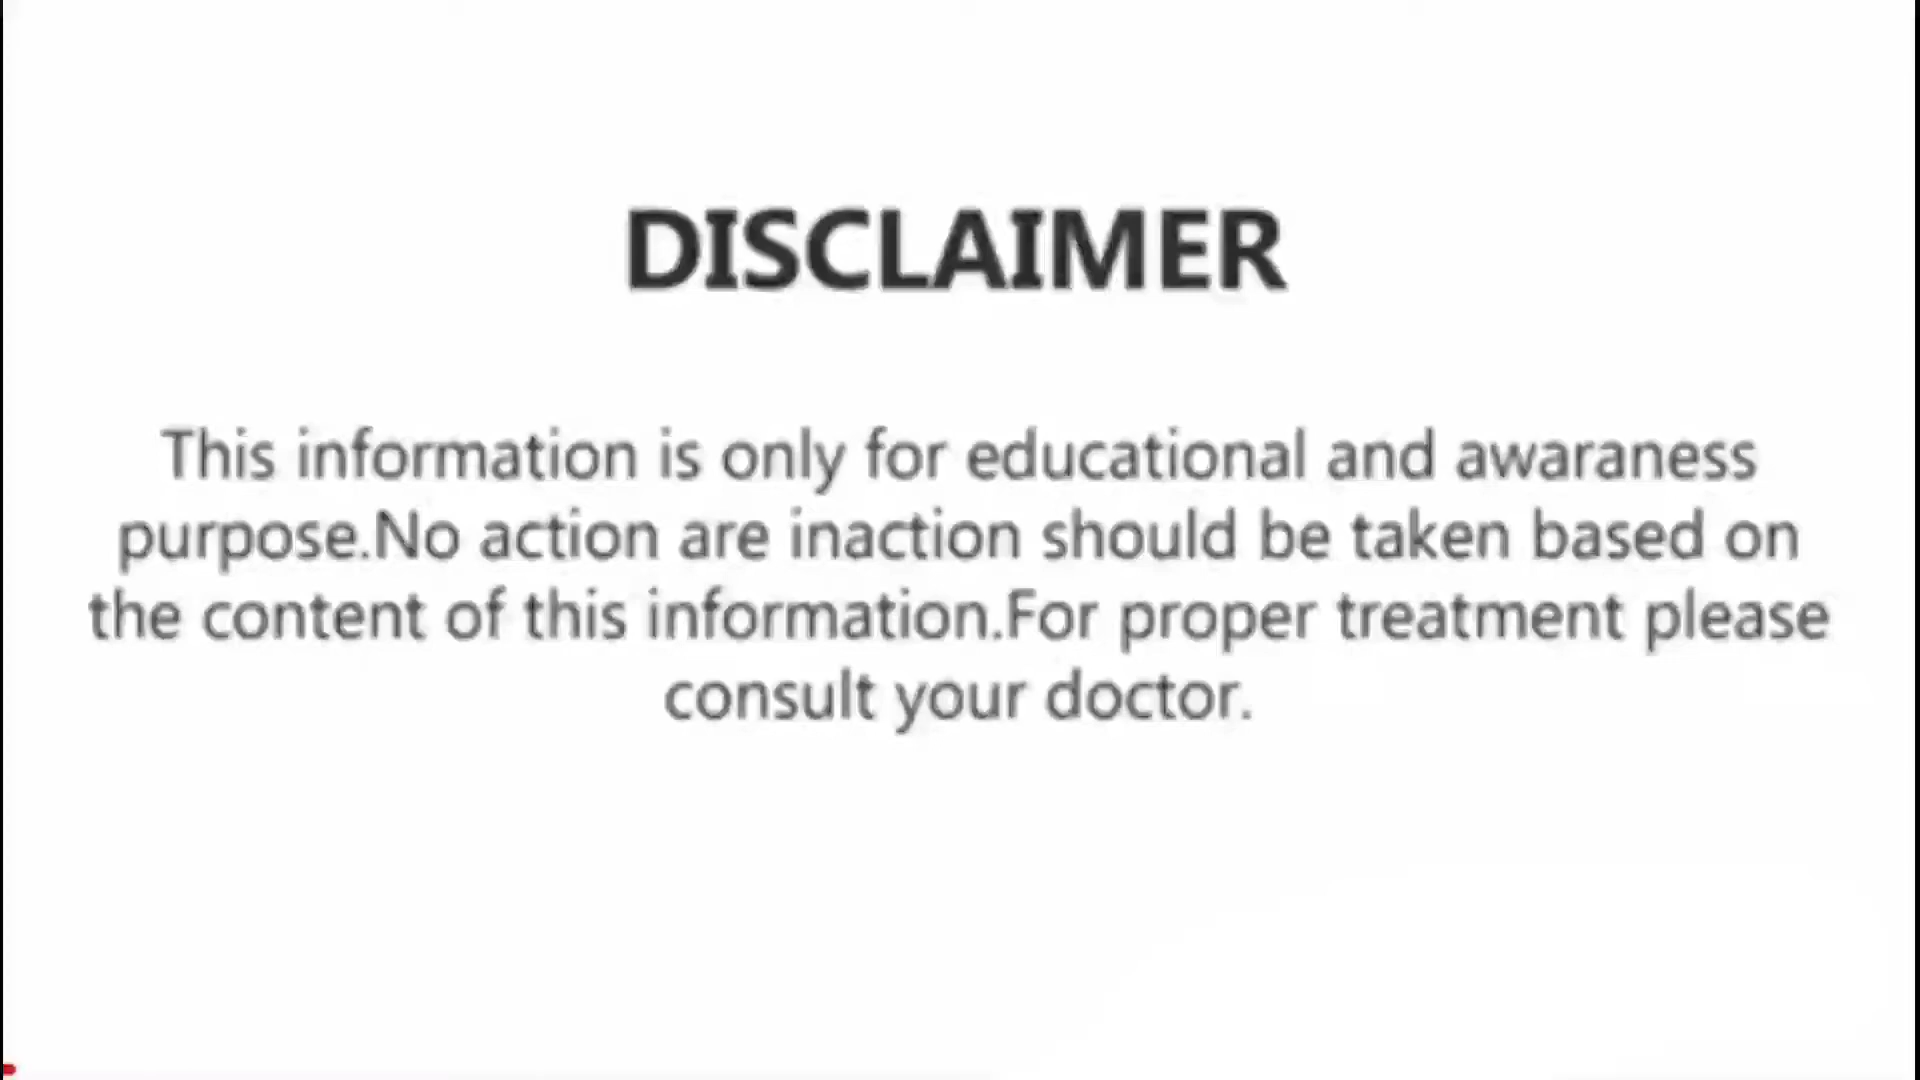 DISCLAIMER
This information is only for educational and awaraness
purpose.No action are inaction should be taken based on
the content of this information.For proper treatment please
consult your doctor.